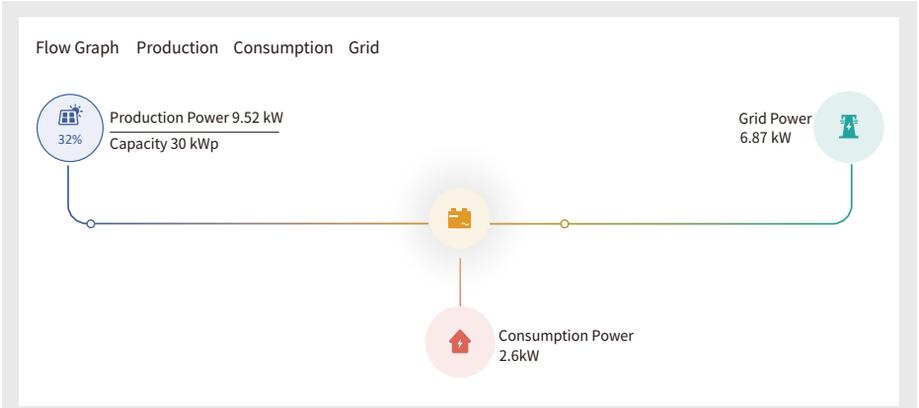 Flow Graph Production Consumption Grid
32%
Production Power 9.52 kW
Capacity 30 kWp
Grid Power
6.87 kW
Consumption Power
2.6kW